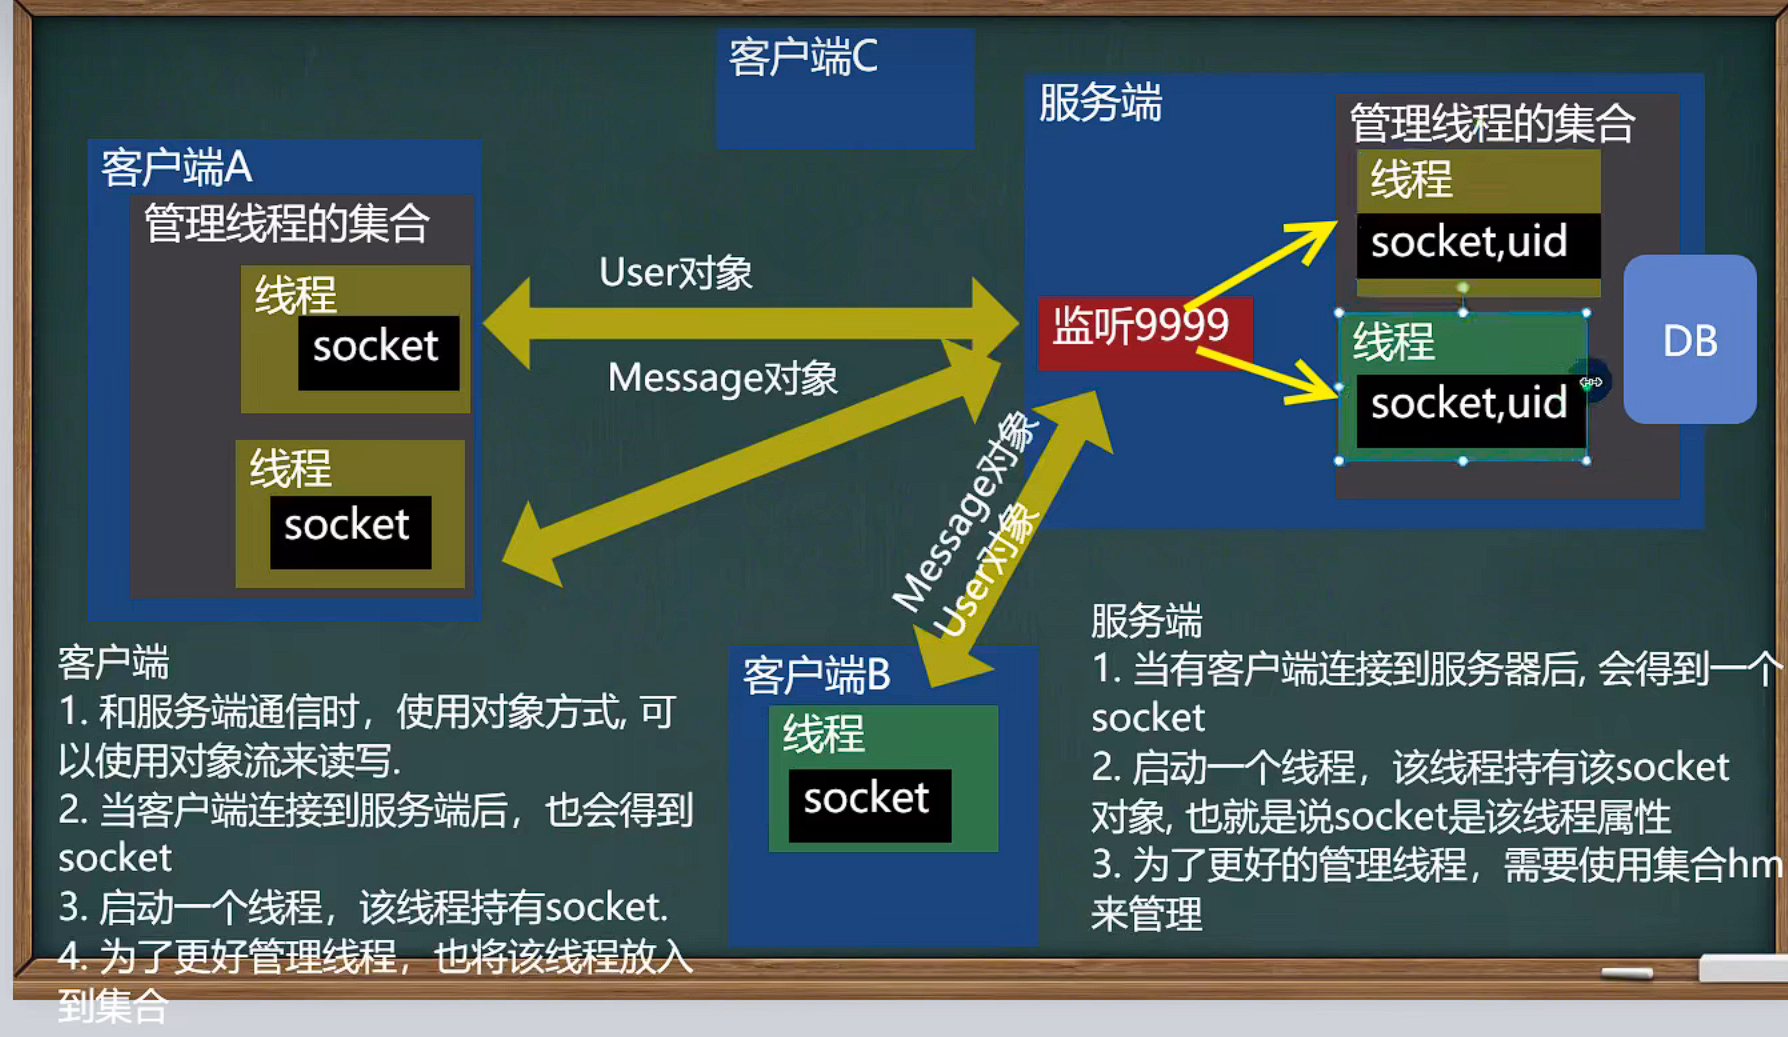 客户端C
服务端
管理线程的集合
线程
socket,uid
监听9999
线程
socket,uid
DB
客户端A
管理线程的集合
线程
socket
线程
socket
User对象
Message对象
Message对象
User对象
客户端B
线程
socket
客户端
1. 和服务端通信时，使用对象方式, 可
以使用对象流来读写.
2. 当客户端连接到服务端后，也会得到
socket
3. 启动一个线程，该线程持有socket.
4. 为了更好管理线程，也将该线程放入
到集合
服务端
1. 当有客户端连接到服务器后, 会得到一个
socket
2. 启动一个线程，该线程持有该socket
对象, 也就是说socket是该线程属性
3. 为了更好的管理线程，需要使用集合hm
来管理